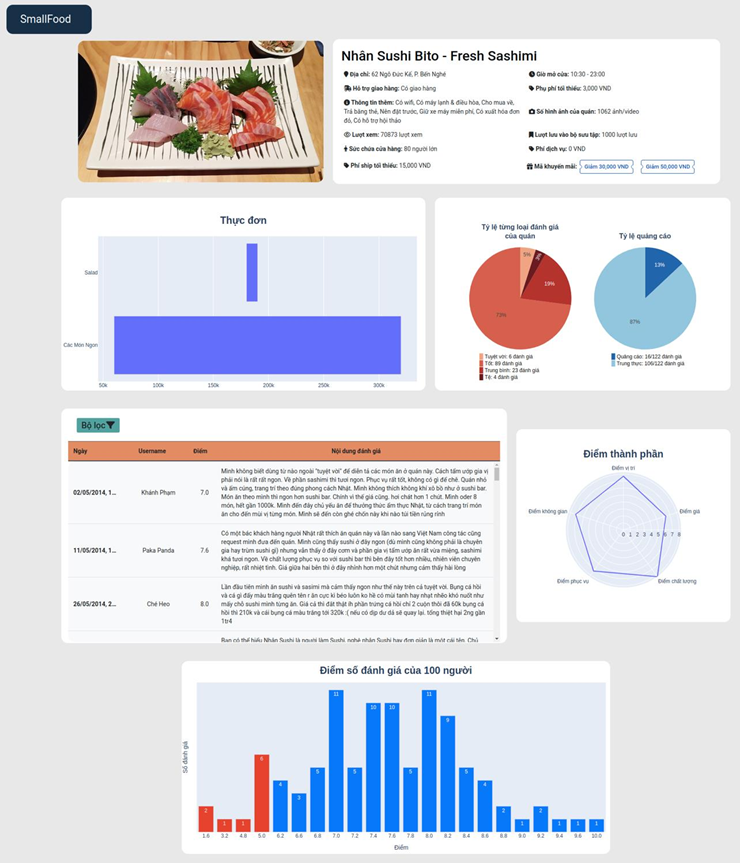 SmallFood
Nhân Sushi Bito - Fresh Sashimi
Địa chỉ: 62 Ngô Đức Kế, P. Bến Nghé
Giờ mở cửa: 10:30 - 23:00
Hỗ trợ giao hàng: Có giao hàng
Phụ phí tối thiểu: 3,000 VND
Thông tin thêm: Có wifi, Có máy lạnh & điều hòa, Cho mua về,
Trả bằng thẻ, Nên đặt trước, Giữ xe máy miễn phí, Có xuất hóa đơn
đỏ, Có hỗ trợ hội thảo
Số hình ảnh của quán: 1062 ảnh/video
Lượt xem: 70873 lượt xem
Lượt lưu vào bộ sưu tập: 1000 lượt lưu
Sức chứa cửa hàng: 80 người lớn
Phí dịch vụ: 0 VND
Phí ship tối thiểu: 15,000 VND
Mã khuyến mãi: Giảm 30,000 VND Giảm 50,000 VND
Thực đơn
Salad
Các Món Ngon
50k 100k 150k 200k 250k 300k
Tỷ lệ từng loại đánh giá
của quán
5%
3%
19%
73%
Tuyệt vời: 6 đánh giá
Tốt: 89 đánh giá
Trung bình: 23 đánh giá
Tệ: 4 đánh giá
Tỷ lệ quảng cáo
13%
87%
Quảng cáo: 16/122 đánh giá
Trung thực: 106/122 đánh giá
Bộ lọc
Ngày Username Điểm Nội dung đánh giá
02/05/2014, 1... Khánh Phạm 7.0
Mình không biết dùng từ nào ngoài "tuyệt vời" để diễn tả các món ăn ở quán này. Cách tẩm ướp gia vị
phải nói là rất rất ngon. Về phần sashimi thì tươi ngon. Phục vụ rất tốt, không có gì để chê. Quán nhỏ
và ấm cúng, trang trí theo đúng phong cách Nhật. Mình không thích không khí xô bồ như ở sushi bar.
Món ăn theo mình thì ngon hơn sushi bar. Chính vì thế giá cũng. hơi chát hơn 1 chút. Mình oder 8
món, hết gần 1000k. Mình đến đây chủ yếu để thưởng thức ẩm thực Nhật, từ cách trang trí món
ăn cho đến mùi vị từng món. Mình sẽ đến còn ghé chốn này khi nào túi tiền rủng rỉnh
11/05/2014, 1... Paka Panda 7.6
Có một bác khách hàng người Nhật rất thích ăn quán này và lần nào sang Việt Nam công tác cũng
request mình đưa đến quán. Mình cũng thấy sushi ở đây ngon (dù mình cũng không phải là chuyên
gia hay trùm sushi gì) nhưng vẫn thấy ở đây cơm và phần gia vị tẩm ướp ăn rất vừa miệng, sashimi
khá tươi ngon. Về chất lượng phục vụ so với sushi bar thì bên đây tốt hơn nhiều, nhân viên chuyên
nghiệp, rất nhiệt tình. Giá giữa hai bên thì ở đây nhỉnh hơn một chút nhưng cảm thấy hài lòng
26/05/2014, 2... Ché Heo 8.0
Lần đầu tiên mình ăn sushi và sasimi mà cảm thấy ngon như thế này trên cả tuyệt vời. Bụng cá hồi
và cá gì đấy màu trắng quên tên r ăn cực kì béo luôn ko hề có mùi tanh hay nhạt nhẽo khó nuốt như
mấy chỗ sushi mình từng ăn. Giá cả thì đắt thật ih phần trứng cá hồi chỉ 2 cuộn thôi đã 60k bụng cá
hồi thì 210k và cái bụng cá màu trắng tới 320k :( nếu có dịp dư dả sẽ quay lại. tổng thiệt hại 2ng gần
1tr4
Bạn có thể hiểu Nhân Sushi là người làm Sushi, nghệ nhân Sushi hay đơn giản là một cái tên. Chủ
Điểm thành phần
Điểm vị trí
Điểm không gian
Điểm giá
0 1 2 3 4 5 6 7 8
Điểm phục vụ
Điểm chất lượng
Điểm số đánh giá của 100 người
Số đánh giá
2 1 1 6 4 3 5 11 5 10 10 5 11 9 5 4 2 1 2 1 1 1
1.6 3.2 4.8 5.0 6.2 6.6 6.8 7.0 7.2 7.4 7.6 7.8 8.0 8.2 8.4 8.6 8.8 9.0 9.2 9.4 9.6 10.0
Điểm